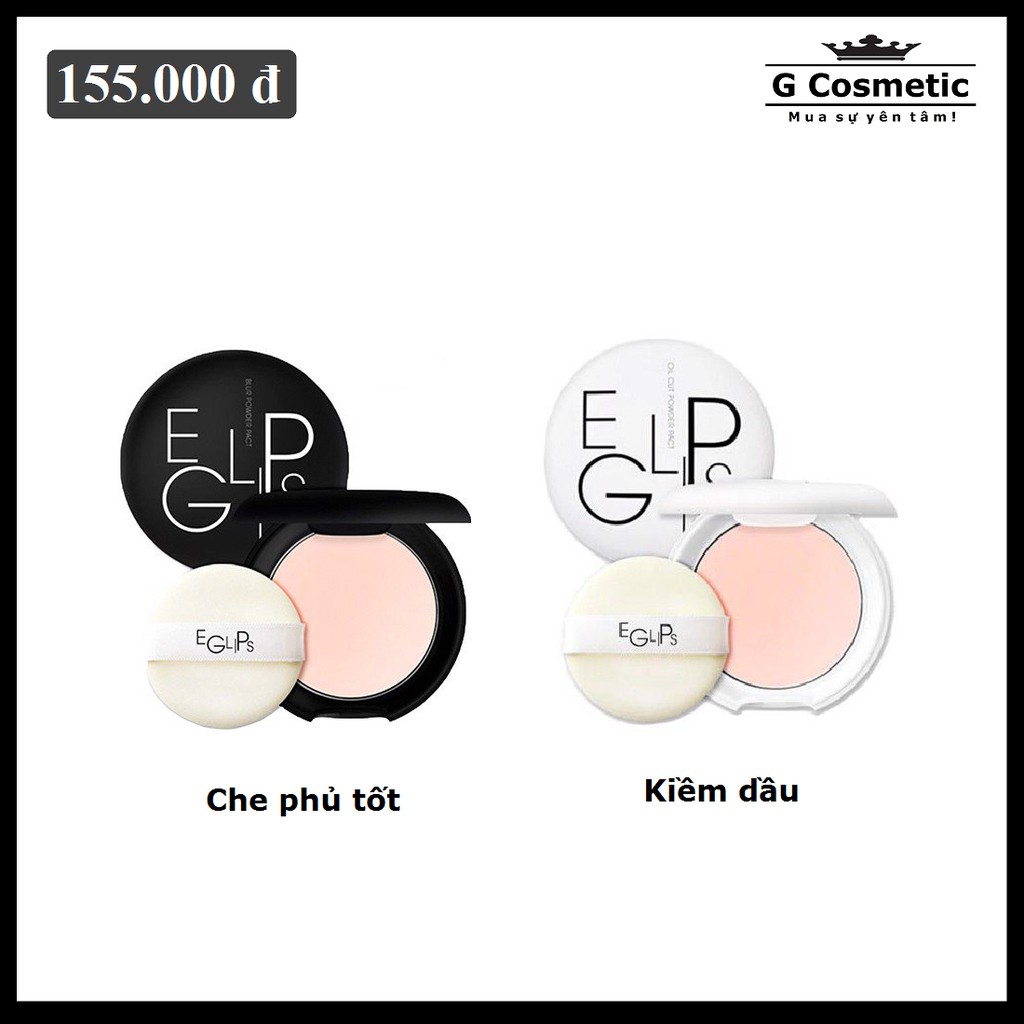 155.000 đ
G Cosmetic
Mua sự yên tâm!
BLUR POWDER PACT
EGLIPS
OIL CUT POWDER PACT
EGLIPS
EGLIPS
EGLIPS
Che phủ tốt
Kiềm dầu